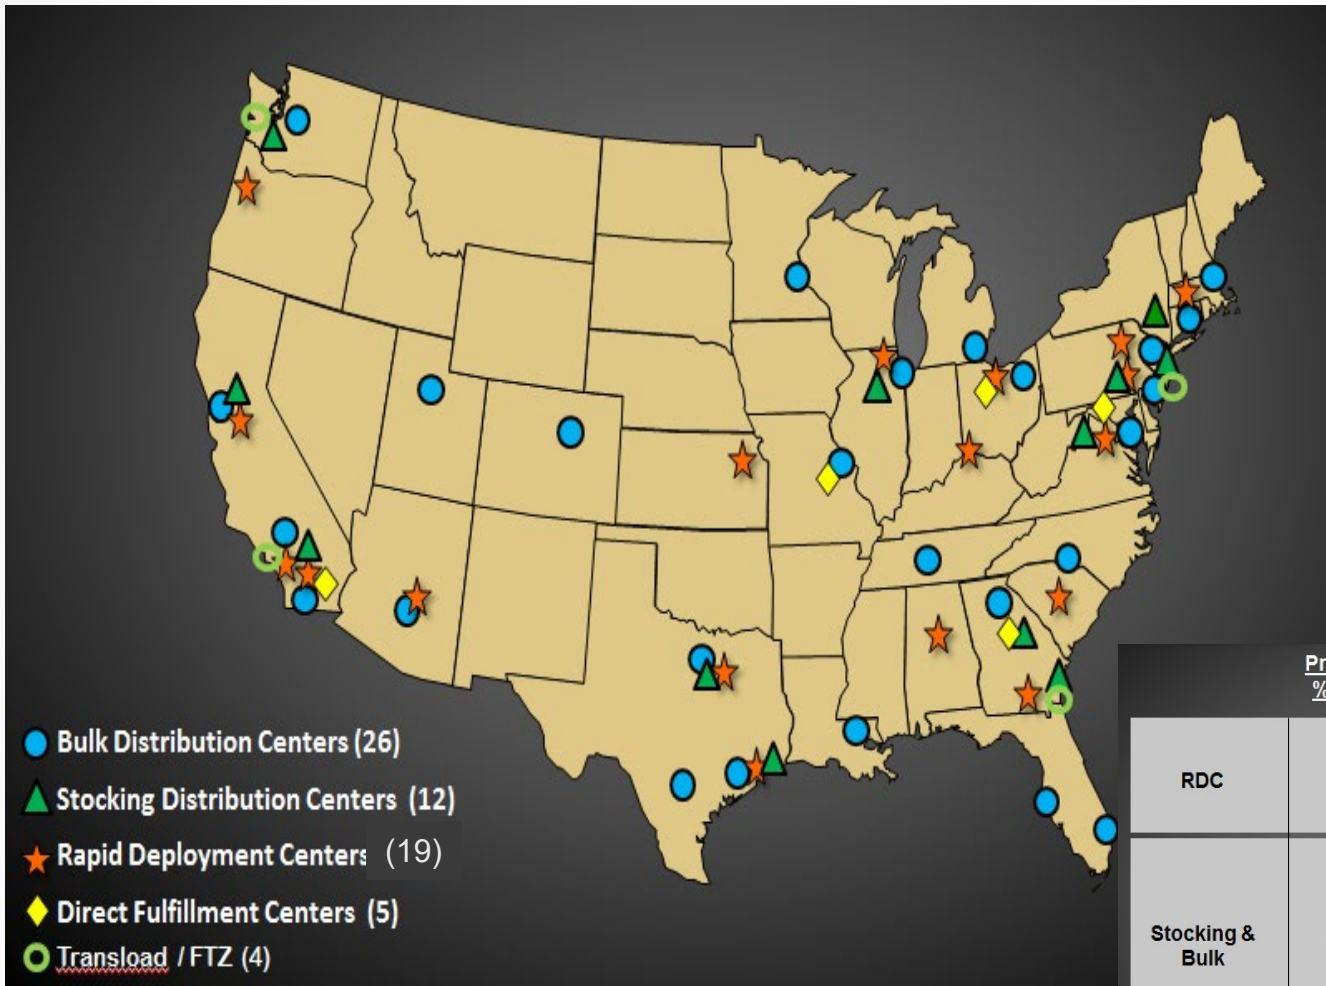 Bulk Distribution Centers (26)
Stocking Distribution Centers (12)
Rapid Deployment Centers (19)
Direct Fulfillment Centers (5)
Transload / FTZ (4)
%
RDC
Stocking &
Bulk